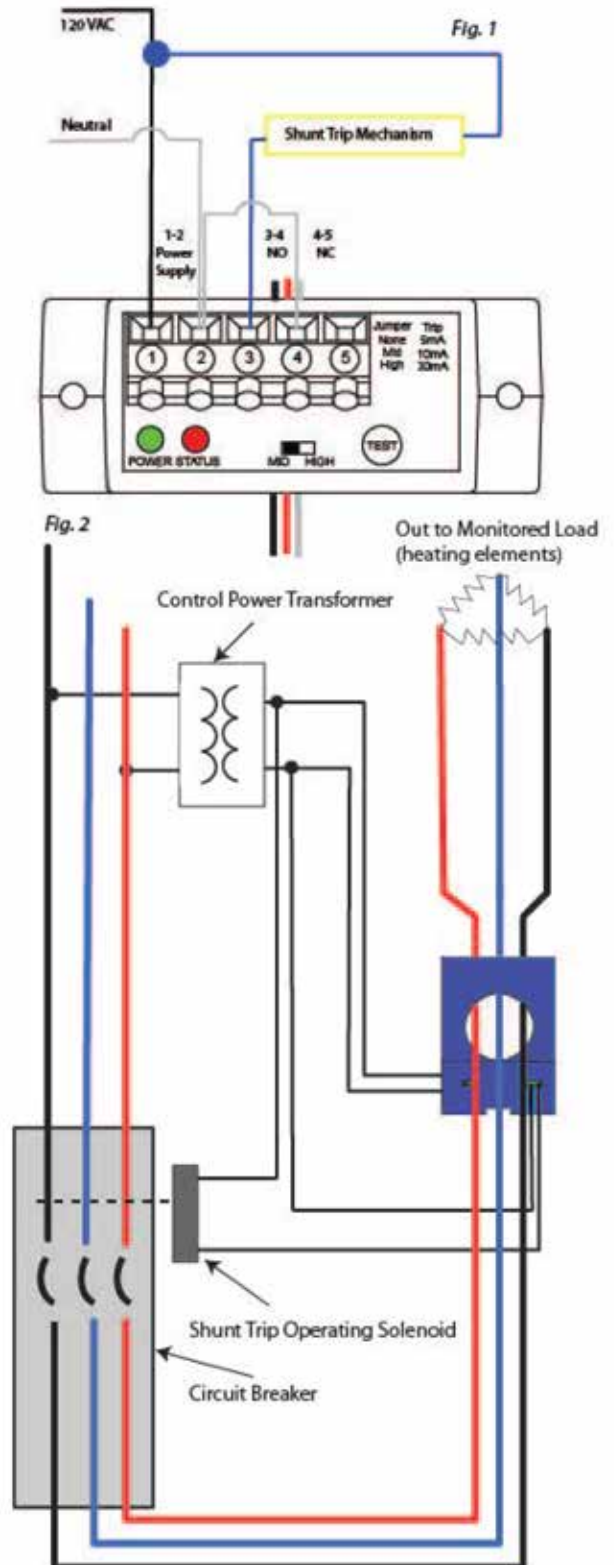 120 VAC
Fig. 1
Neutral
Shunt Trip Mechanism
1-2
Power
Supply
3-4
NO
4-5
NC
Jumper Trip
None 5mA
Mid 10mA
High 30mA
1 2 3 4 5
POWER STATUS
MID HIGH
TEST
Fig. 2
Out to Monitored Load
(heating elements)
Control Power Transformer
Shunt Trip Operating Solenoid
Circuit Breaker